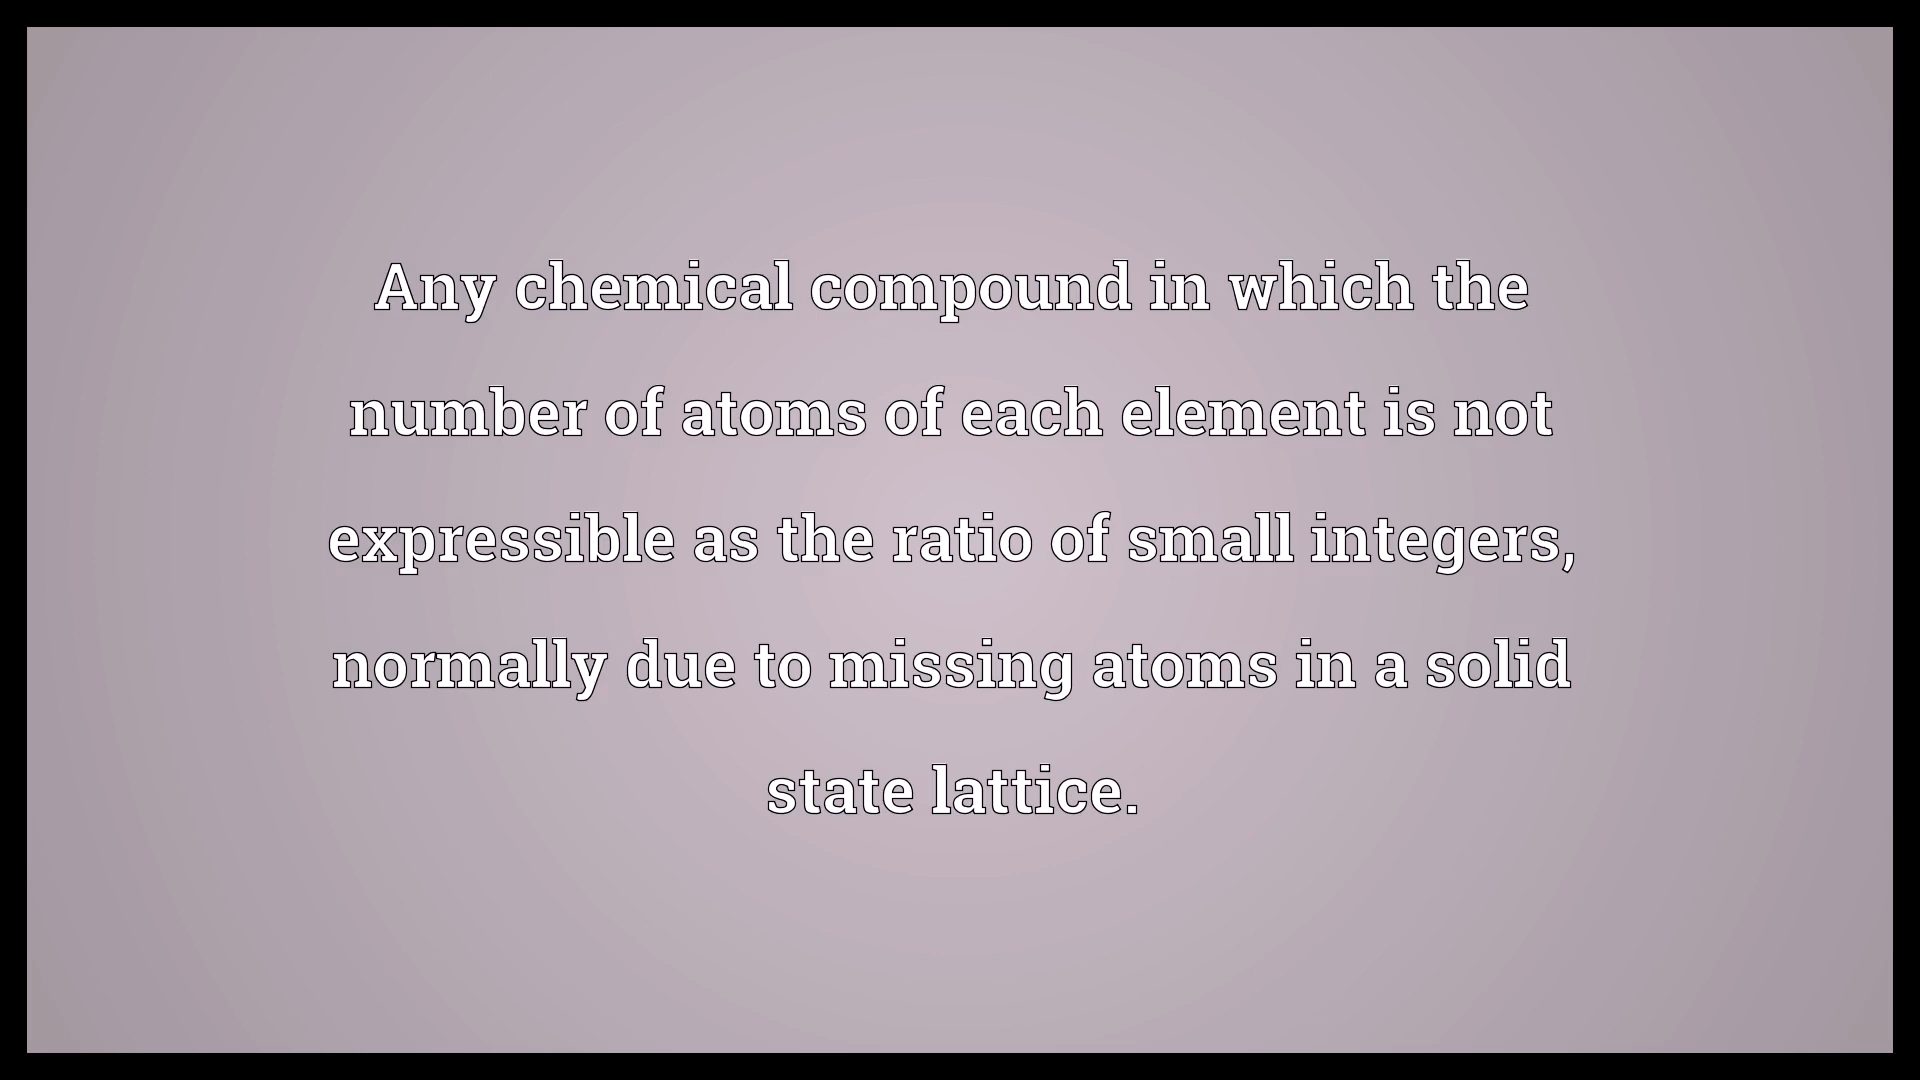 Any chemical compound in which the
number of atoms of each element is not
expressible as the ratio of small integers,
normally due to missing atoms in a solid
state lattice.